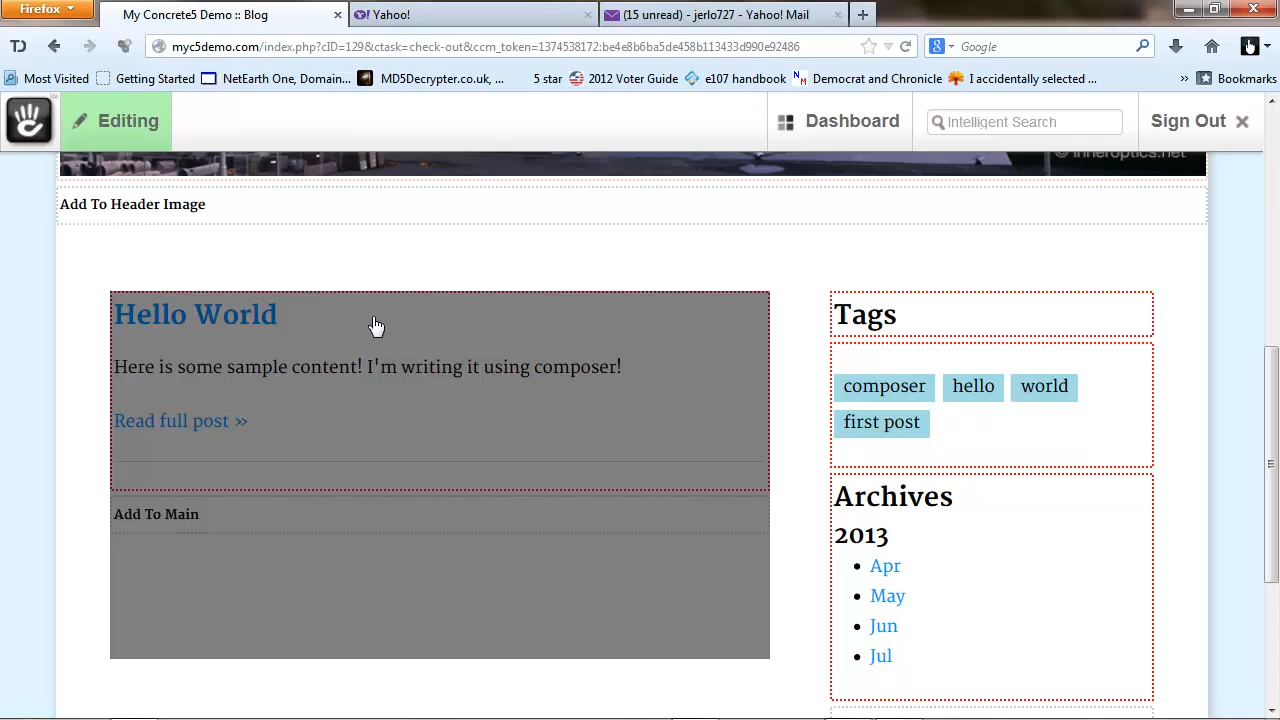 Firefox
My Concrete5 Demo :: Blog
Yahoo!
(15 unread) - jerlo727 - Yahoo! Mail
myc5demo.com/index.php?cID=129&ctask=check-out&ccm_token=1374538172:be4e8b6ba5de458b113433d990e92486
Google
Most Visited
Getting Started
NetEarth One, Domain...
MD5Decrypter.co.uk, ...
5 star
2012 Voter Guide
e107 handbook
Democrat and Chronicle
I accidentally selected ...
Bookmarks
Editing
Dashboard
Intelligent Search
Sign Out
© inneroptics.net
Add To Header Image
Hello World
Here is some sample content! I'm writing it using composer!
Read full post »
Add To Main
Tags
composer hello world
first post
Archives
2013
Apr
May
Jun
Jul